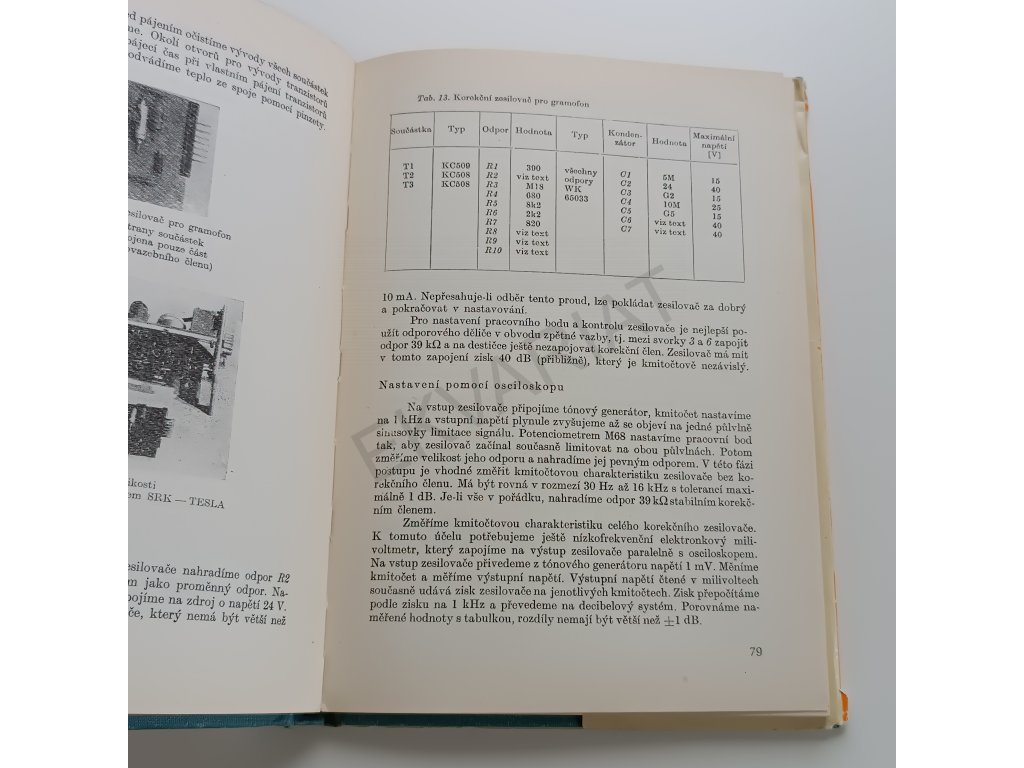 ed pájením očistíme vývody všech součástek
me. Okolí otvorů pro vývody tranzistorů
pájecí čas při vlastním pájení tranzistorů
odvádíme teplo ze spoje pomocí pinzety.
esilovač pro gramofon
trany součástek
ojena pouze část
ovazebního členu)
likosti
em SRK — TESLA
esilovače nahradíme odpor R2
m jako proměnný odpor. Na-
ojíme na zdroj o napětí 24 V.
če, který nemá být větší než
Tab. 13. Korekční zesilovač pro gramofon
Součástka Typ Odpor Hodnota Typ Konden-zátor Hodnota Maximální napětí [V]
T1 KC509 R1 390 všechny C1 5M 15
T2 KC508 R2 viz text odpory C2 24 40
T3 KC508 R3 M18 WK C3 G2 15
R4 680 65033 C4 10M 25
R5 8k2 C5 G5 15
R6 2k2 C6 viz text 40
R7 820 C7 viz text 40
R8 viz text
R9 viz text
R10 viz text
10 mA. Nepřesahuje-li odběr tento proud, lze pokládat zesilovač za dobrý
a pokračovat v nastavování.
Pro nastavení pracovního bodu a kontrolu zesilovače je nejlepší po-
užít odporového děliče v obvodu zpětné vazby, tj. mezi svorky 3 a 6 zapojit
odpor 39 kΩ a na destičce ještě nezapojovat korekční člen. Zesilovač má mít
v tomto zapojení zisk 40 dB (přibližně), který je kmitočtově nezávislý.
Nastavení pomocí osciloskopu
Na vstup zesilovače připojíme tónový generátor, kmitočet nastavíme
na 1 kHz a vstupní napětí plynule zvyšujeme až se objeví na jedné půlvlně
sinusovky limitace signálu. Potenciometrem M68 nastavíme pracovní bod
tak, aby zesilovač začínal současně limitovat na obou půlvlnách. Potom
změříme velikost jeho odporu a nahradíme jej pevným odporem. V této fázi
postupu je vhodné změřit kmitočtovou charakteristiku zesilovače bez ko-
rekčního členu. Má být rovná v rozmezí 30 Hz až 16 kHz s tolerancí maxi-
málně 1 dB. Je-li vše v pořádku, nahradíme odpor 39 kΩ stabilním korekč-
ním členem.
Změříme kmitočtovou charakteristiku celého korekčního zesilovače.
K tomuto účelu potřebujeme ještě nízkofrekvenční elektronkový mili-
voltmetr, který zapojíme na výstup zesilovače paralelně s osciloskopem.
Na vstup zesilovače přivedeme z tónového generátoru napětí 1 mV. Měníme
kmitočet a měříme výstupní napětí. Výstupní napětí čtené v milivoltech
současně udává zisk zesilovače na jenotlivých kmitočtech. Zisk přepočítáme
podle zisku na 1 kHz a převedeme na decibelový systém. Porovnáme na-
měřené hodnoty s tabulkou, rozdíly nemají být větší než ±1 dB.
79